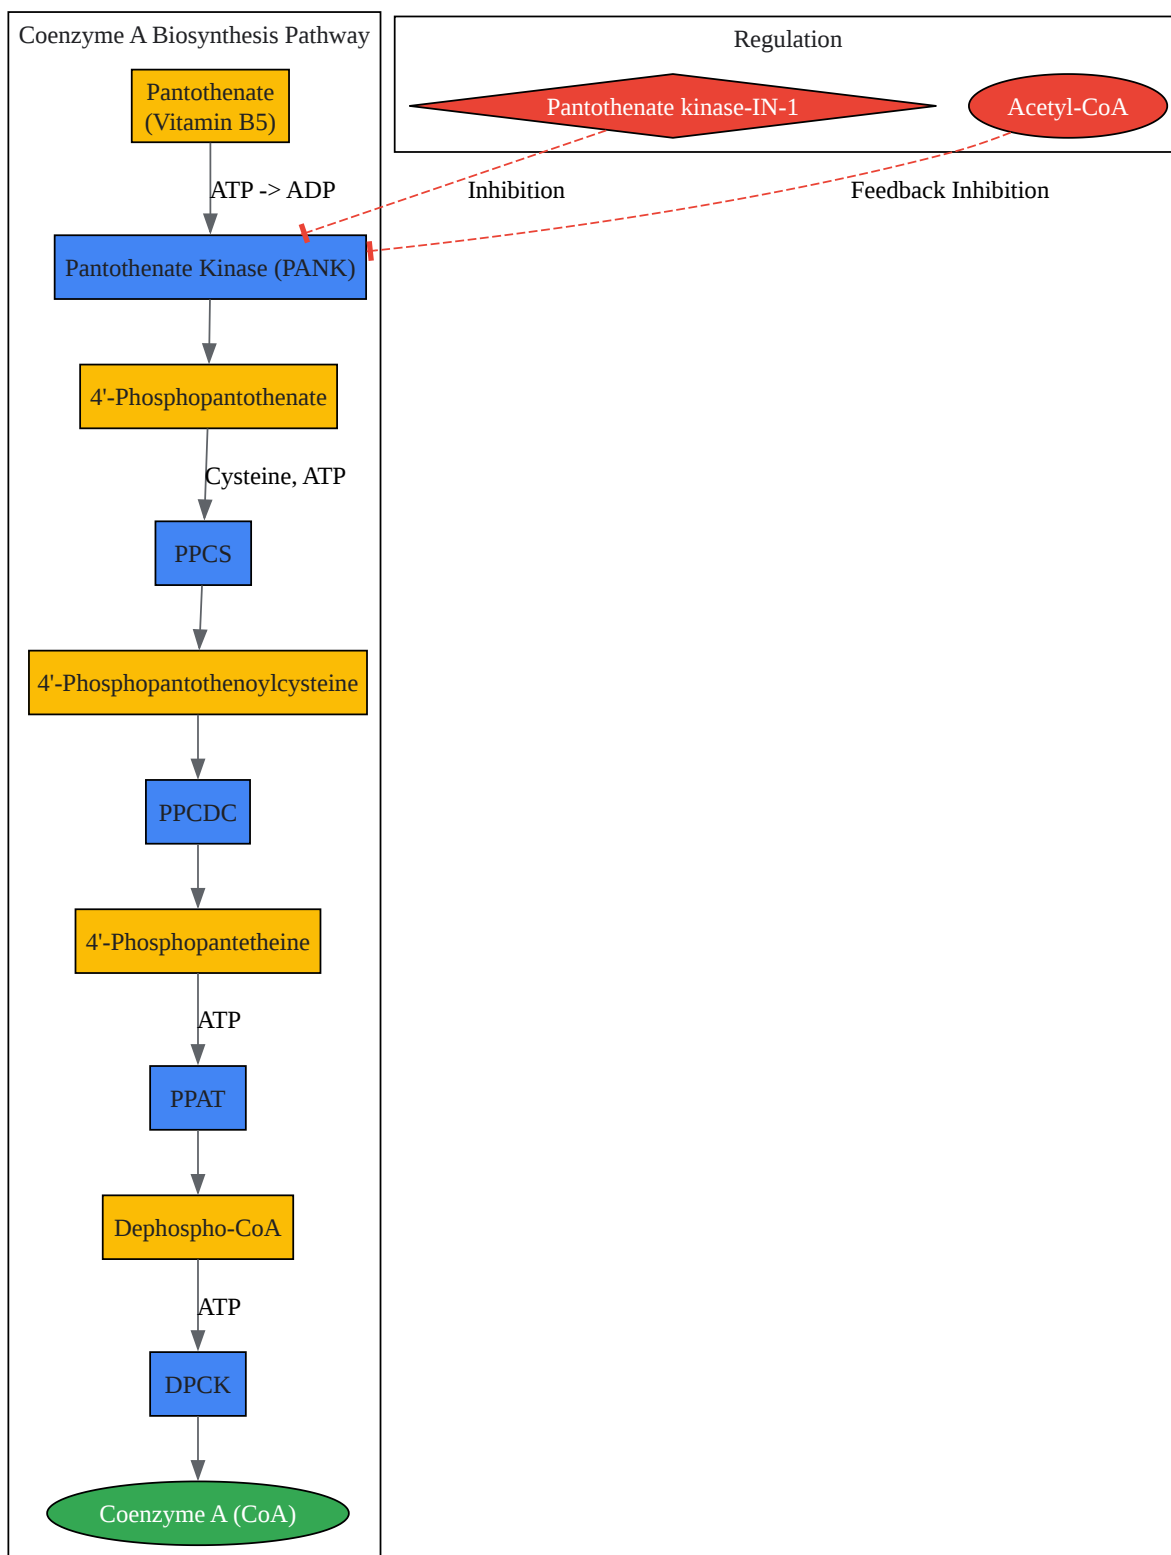 Coenzyme A Biosynthesis Pathway
Pantothenate
(Vitamin B5)
ATP -> ADP
Pantothenate Kinase (PANK)
4'-Phosphopantothenate
Cysteine, ATP
PPCS
4'-Phosphopantothenoylcysteine
PPCDC
4'-Phosphopantetheine
ATP
PPAT
Dephospho-CoA
ATP
DPCK
Coenzyme A (CoA)
Regulation
Pantothenate kinase-IN-1
Acetyl-CoA
Inhibition
Feedback Inhibition